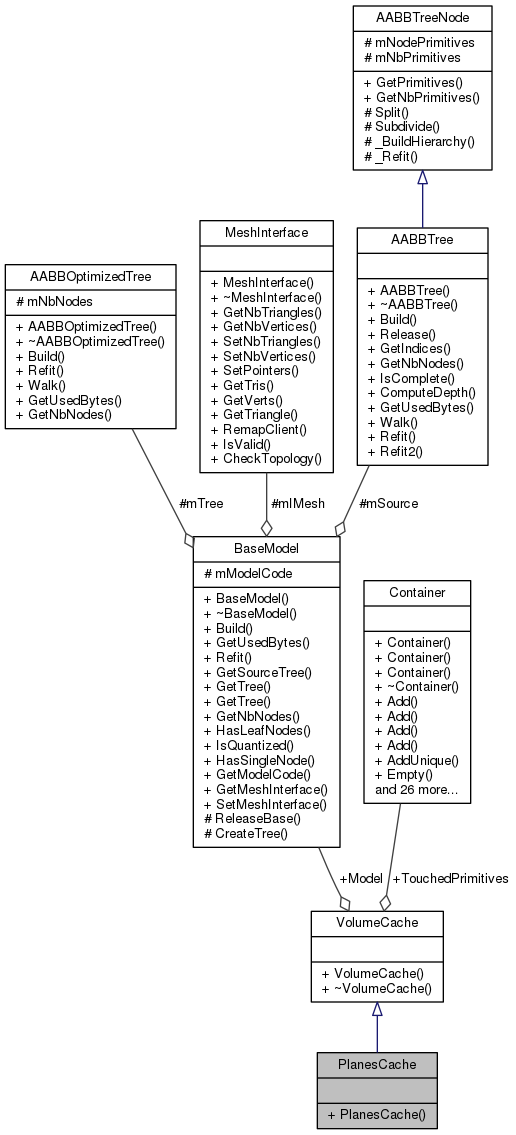 AABBTreeNode
# mNodePrimitives
# mNbPrimitives
+ GetPrimitives()
+ GetNbPrimitives()
# Split()
# Subdivide()
# _BuildHierarchy()
# _Refit()
MeshInterface
+ MeshInterface()
+ ~MeshInterface()
+ GetNbTriangles()
+ GetNbVertices()
+ SetNbTriangles()
+ SetNbVertices()
+ SetPointers()
+ GetTris()
+ GetVerts()
+ GetTriangle()
+ RemapClient()
+ IsValid()
+ CheckTopology()
AABBTree
+ AABBTree()
+ ~AABBTree()
+ Build()
+ Release()
+ GetIndices()
+ GetNbNodes()
+ IsComplete()
+ ComputeDepth()
+ GetUsedBytes()
+ Walk()
+ Refit()
+ Refit2()
AABBOptimizedTree
# mNbNodes
+ AABBOptimizedTree()
+ ~AABBOptimizedTree()
+ Build()
+ Refit()
+ Walk()
+ GetUsedBytes()
+ GetNbNodes()
#mTree
#mIMesh
#mSource
BaseModel
# mModelCode
+ BaseModel()
+ ~BaseModel()
+ Build()
+ GetUsedBytes()
+ Refit()
+ GetSourceTree()
+ GetTree()
+ GetTree()
+ GetNbNodes()
+ HasLeafNodes()
+ IsQuantized()
+ HasSingleNode()
+ GetModelCode()
+ GetMeshInterface()
+ SetMeshInterface()
# ReleaseBase()
# CreateTree()
Container
+ Container()
+ Container()
+ Container()
+ ~Container()
+ Add()
+ Add()
+ Add()
+ Add()
+ AddUnique()
+ Empty()
and 26 more...
+Model
+TouchedPrimitives
VolumeCache
+ VolumeCache()
+ ~VolumeCache()
PlanesCache
+ PlanesCache()